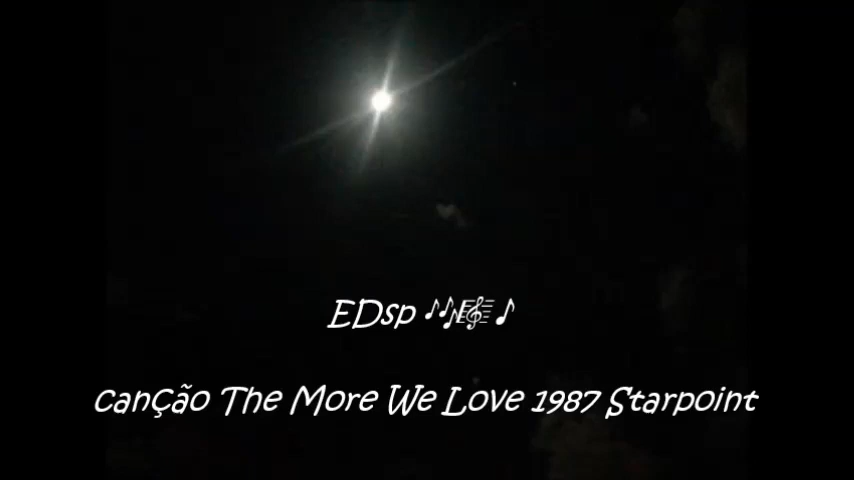 EDsp 🎶🎼🎵
canção The More We Love 1987 Starpoint